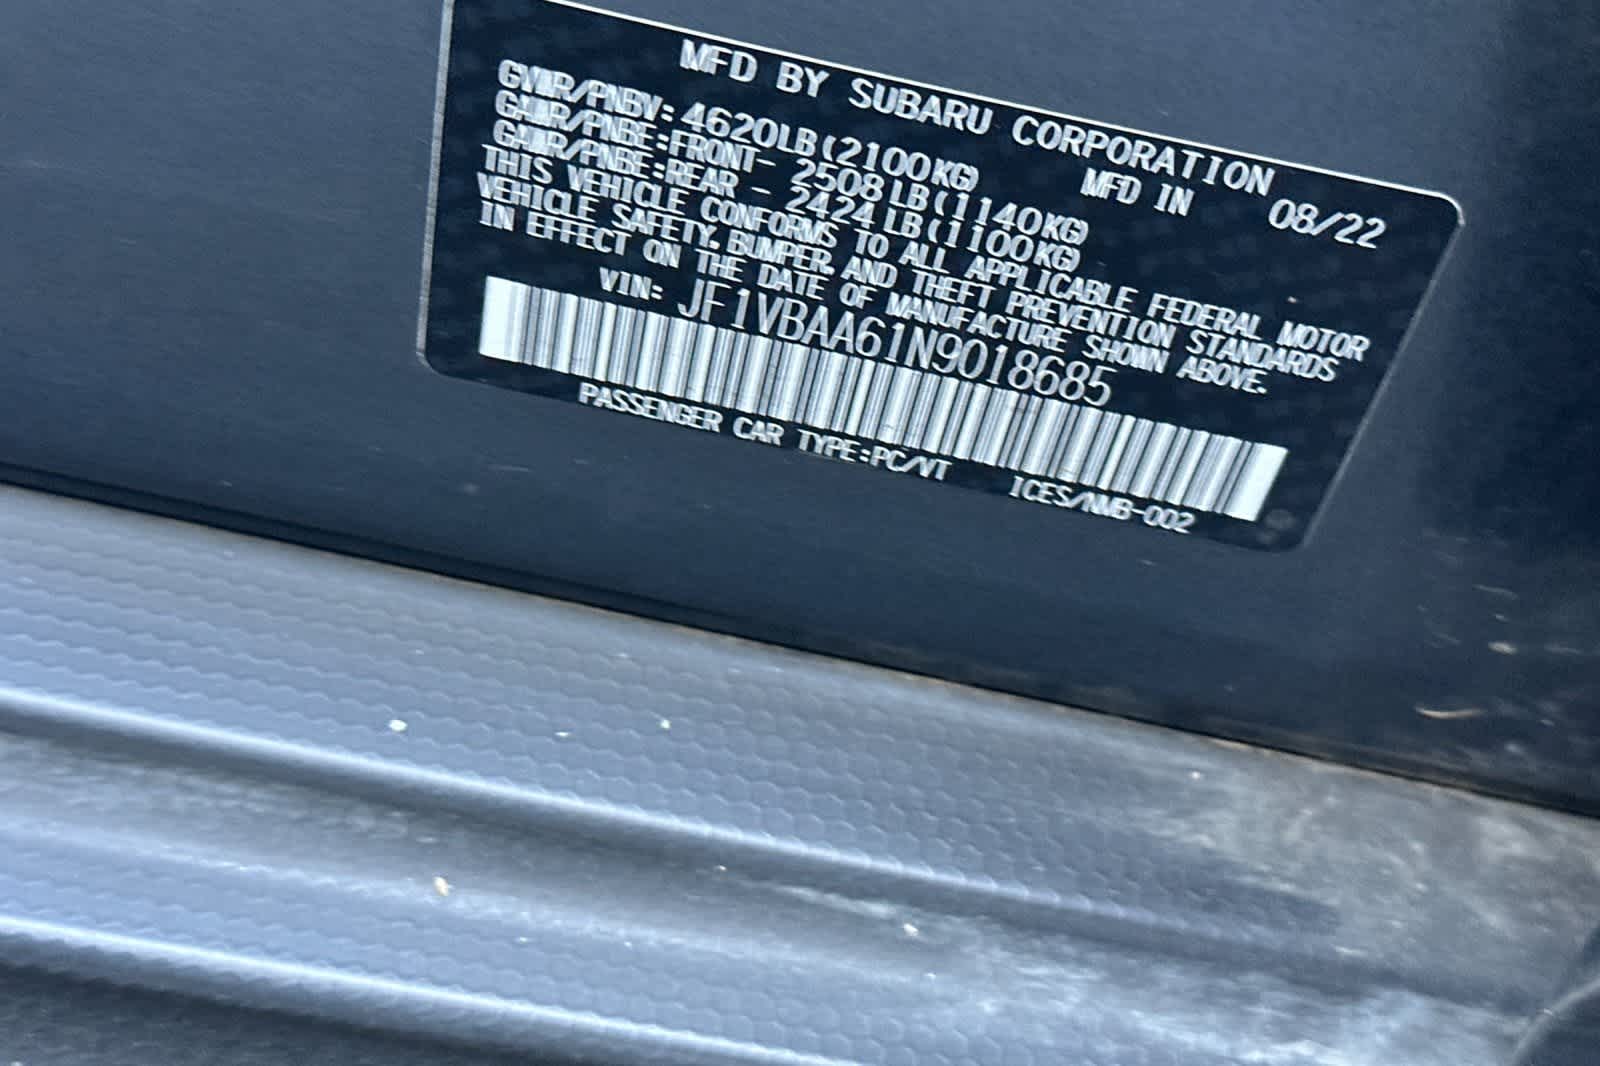 MFD BY SUBARU CORPORATION
GVWR/PNBV: 4620LB(2100KG) MFD IN 08/22
GAWR/PNBE:FRONT- 2508LB(1140KG)
GAWR/PNBE:REAR - 2424LB(1100KG)
THIS VEHICLE CONFORMS TO ALL APPLICABLE FEDERAL MOTOR
VEHICLE SAFETY, BUMPER, AND THEFT PREVENTION STANDARDS
IN EFFECT ON THE DATE OF MANUFACTURE SHOWN ABOVE.
VIN: JF1VBAA61N9018685
PASSENGER CAR TYPE:PC/VT ICES/NMB-002